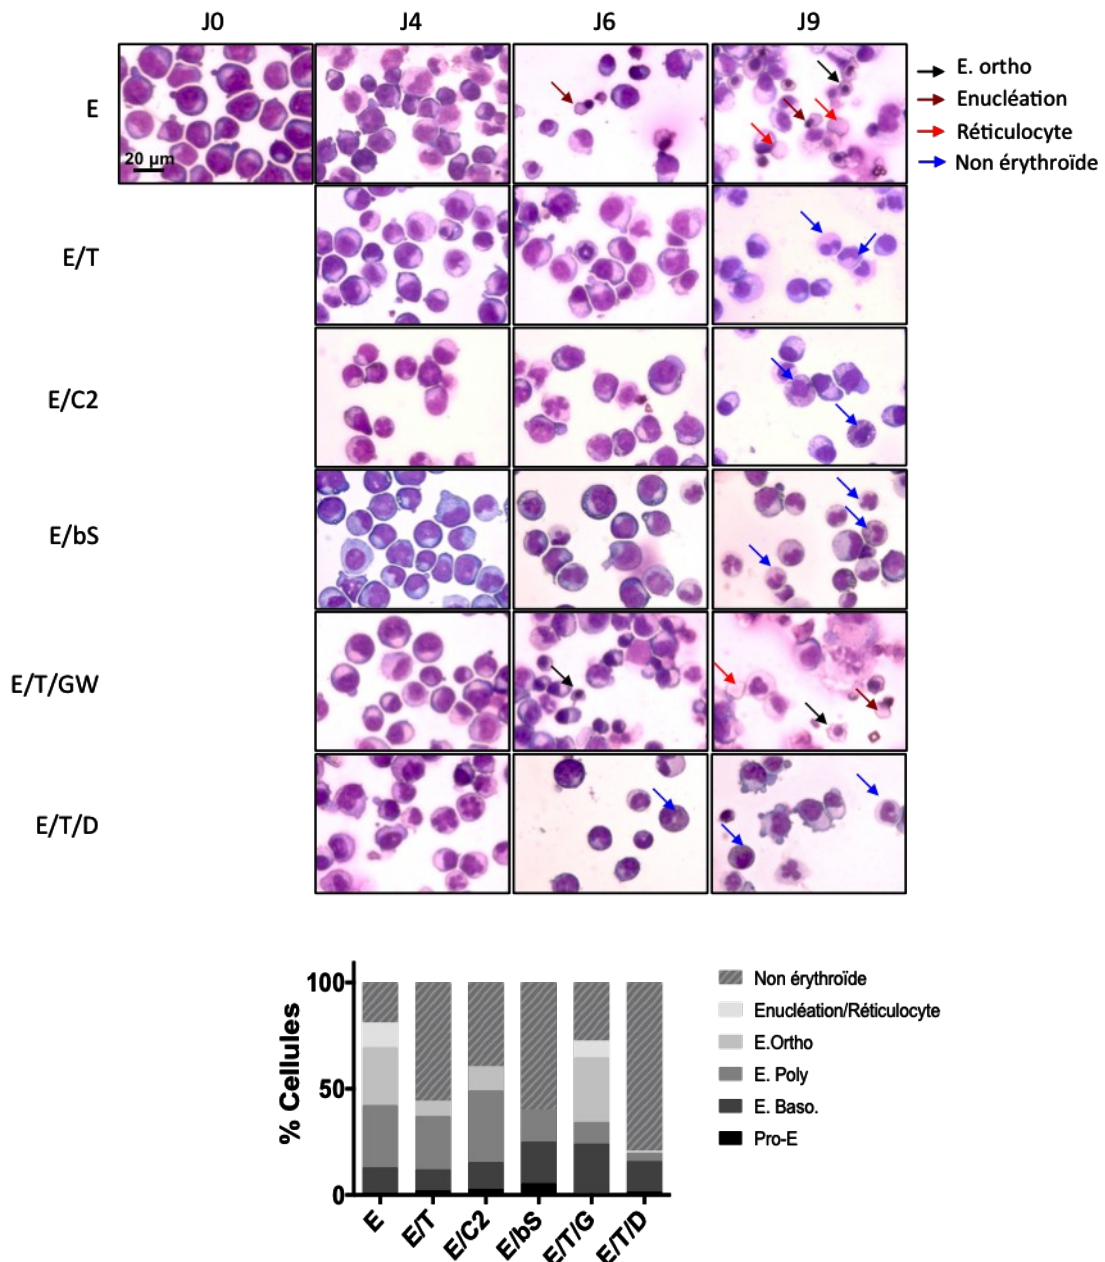 J0 J4 J6 J9
E
20 µm
E. ortho
Enucléation
Réticulocyte
Non érythroïde
E/T
E/C2
E/bS
E/T/GW
E/T/D
% Cellules
100
50
0
E E/T E/C2 E/bS E/T/G E/T/D
Non érythroïde
Enucléation/Réticulocyte
E.Ortho
E. Poly
E. Baso.
Pro-E